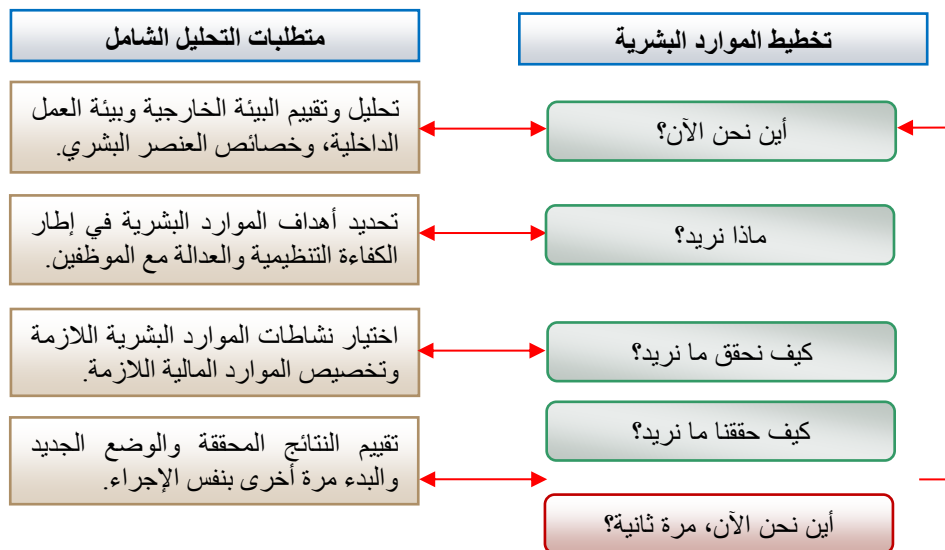 تخطيط الموارد البشرية
متطلبات التحليل الشامل
أين نحن الآن؟
تحليل وتقييم البيئة الخارجية وبيئة العمل
الداخلية، وخصائص العنصر البشري.
ماذا نريد؟
تحديد أهداف الموارد البشرية في إطار
الكفاءة التنظيمية والعدالة مع الموظفين.
كيف نحقق ما نريد؟
اختيار نشاطات الموارد البشرية اللازمة
وتخصيص الموارد المالية اللازمة.
كيف حققنا ما نريد؟
تقييم النتائج المحققة والوضع الجديد
والبدء مرة أخرى بنفس الإجراء.
أين نحن الآن، مرة ثانية؟